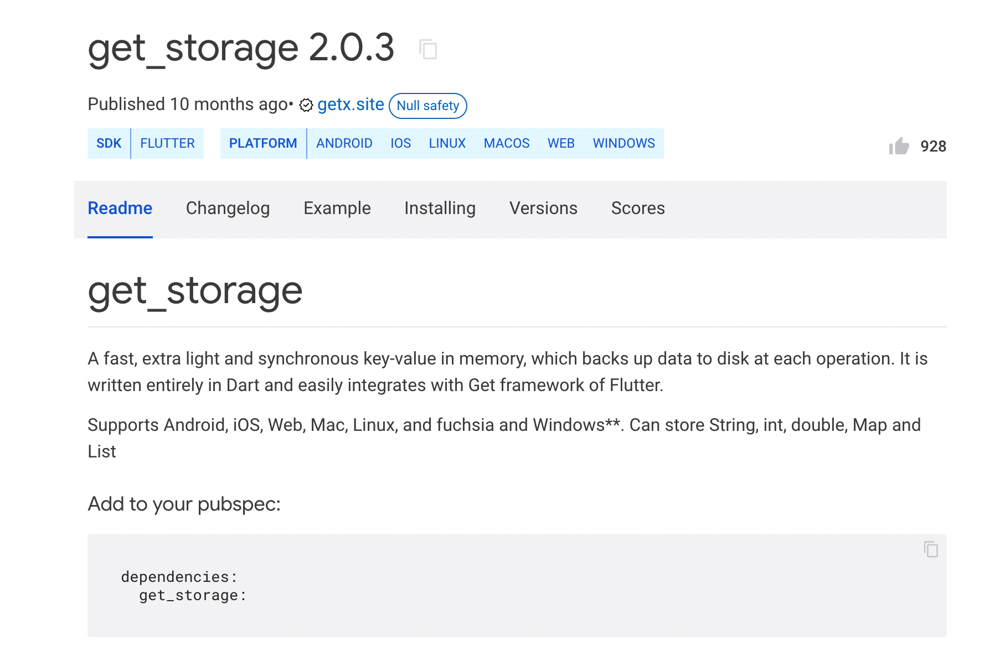 get_storage 2.0.3
Published 10 months ago• getx.site Null safety
SDK FLUTTER PLATFORM ANDROID IOS LINUX MACOS WEB WINDOWS
928
Readme Changelog Example Installing Versions Scores
get_storage
A fast, extra light and synchronous key-value in memory, which backs up data to disk at each operation. It is
written entirely in Dart and easily integrates with Get framework of Flutter.
Supports Android, iOS, Web, Mac, Linux, and fuchsia and Windows**. Can store String, int, double, Map and
List
Add to your pubspec:
dependencies:
  get_storage: